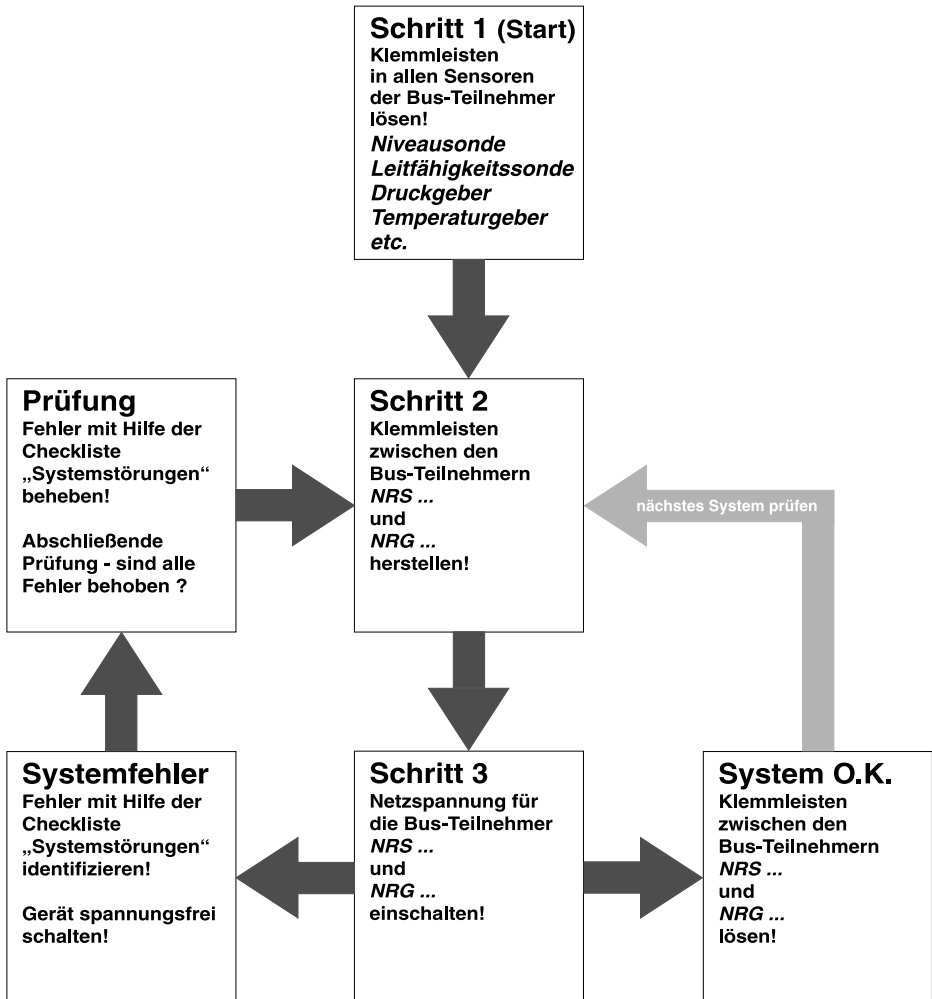 Schritt 1 (Start)
Klemmleisten
in allen Sensoren
der Bus-Teilnehmer
lösen!
Niveausonde
Leitfähigkeitssonde
Druckgeber
Temperaturgeber
etc.
Prüfung
Fehler mit Hilfe der
Checkliste
„Systemstörungen“
beheben!
Abschließende
Prüfung - sind alle
Fehler behoben ?
Schritt 2
Klemmleisten
zwischen den
Bus-Teilnehmern
NRS ...
und
NRG ...
herstellen!
nächstes System prüfen
Systemfehler
Fehler mit Hilfe der
Checkliste
„Systemstörungen“
identifizieren!
Gerät spannungsfrei
schalten!
Schritt 3
Netzspannung für
die Bus-Teilnehmer
NRS ...
und
NRG ...
einschalten!
System O.K.
Klemmleisten
zwischen den
Bus-Teilnehmern
NRS ...
und
NRG ...
lösen!